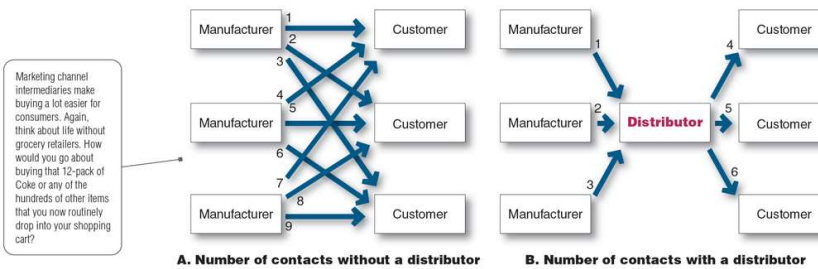 Marketing channel
intermediaries make
buying a lot easier for
consumers. Again,
think about life without
grocery retailers. How
would you go about
buying that 12-pack of
Coke or any of the
hundreds of other items
that you now routinely
drop into your shopping
cart?
Manufacturer
1
Customer
2
3
4
Manufacturer
5
Customer
6
7
Manufacturer
8
Customer
9
A. Number of contacts without a distributor
Manufacturer
1
4
Customer
Manufacturer
2
Distributor
5
Customer
3
6
Manufacturer
Customer
B. Number of contacts with a distributor